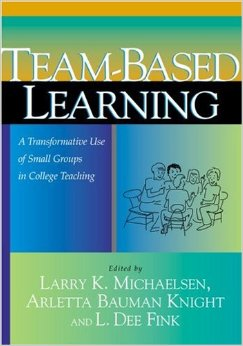 TEAM-BASED
LEARNING
A Transformative Use
of Small Groups
in College Teaching
Edited by
LARRY K. MICHAELSEN,
ARLETTA BAUMAN KNIGHT
AND L. DEE FINK